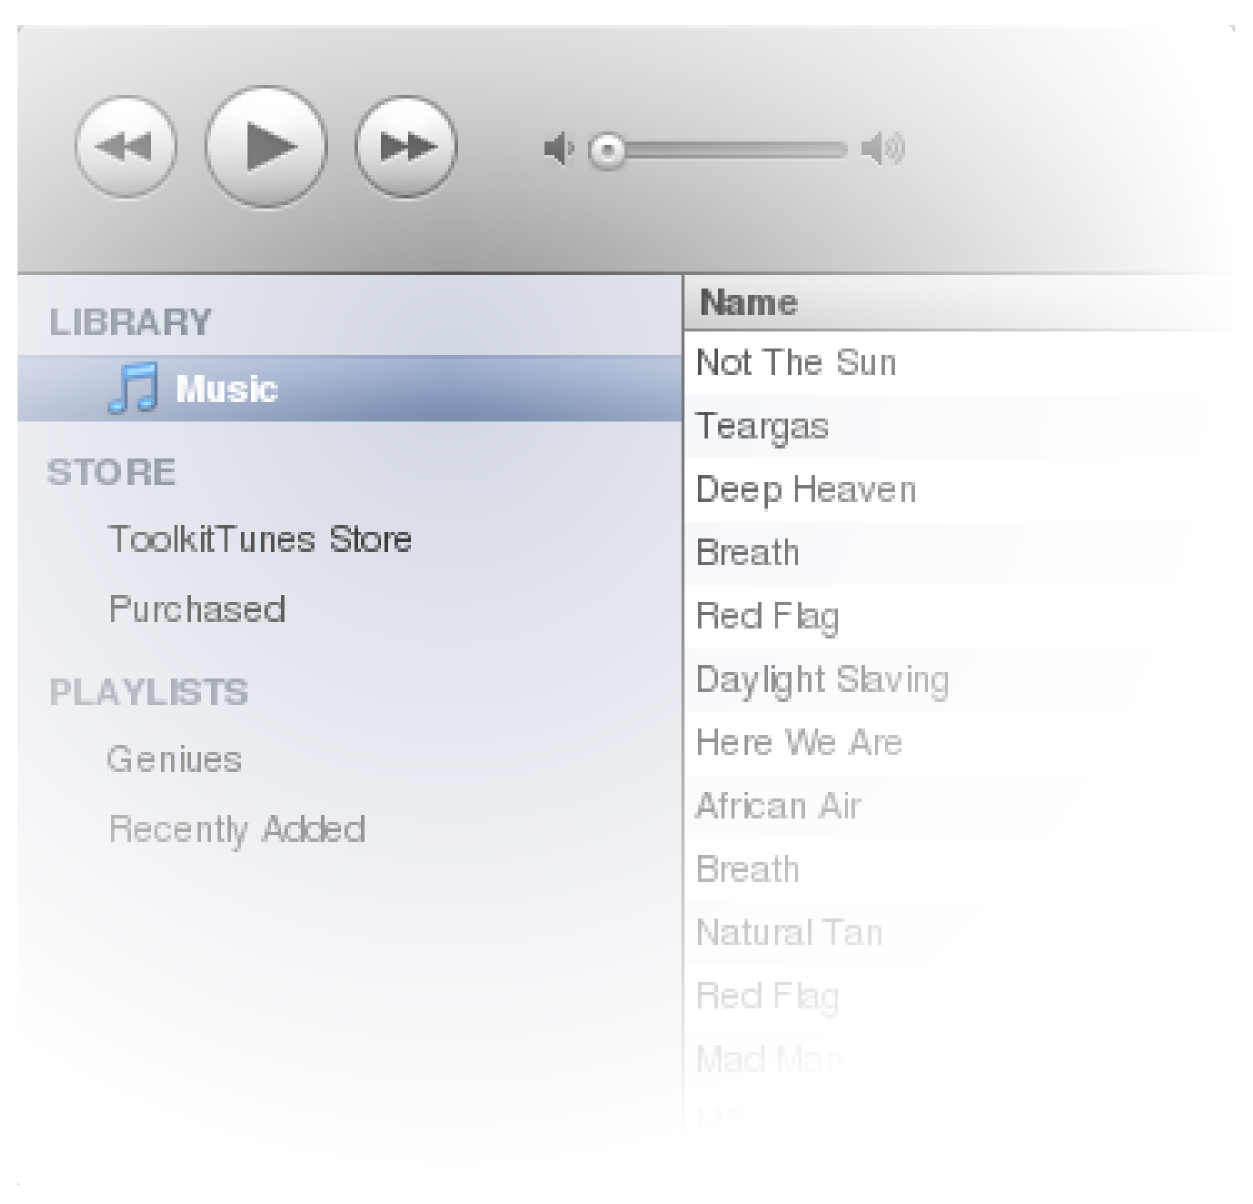 LIBRARY
Music
STORE
ToolkitTunes Store
Purchased
PLAYLISTS
Geniues
Recently Added
Name
Not The Sun
Teargas
Deep Heaven
Breath
Red Flag
Daylight Slaving
Here We Are
African Air
Breath
Natural Tan
Red Flag
Mad Man